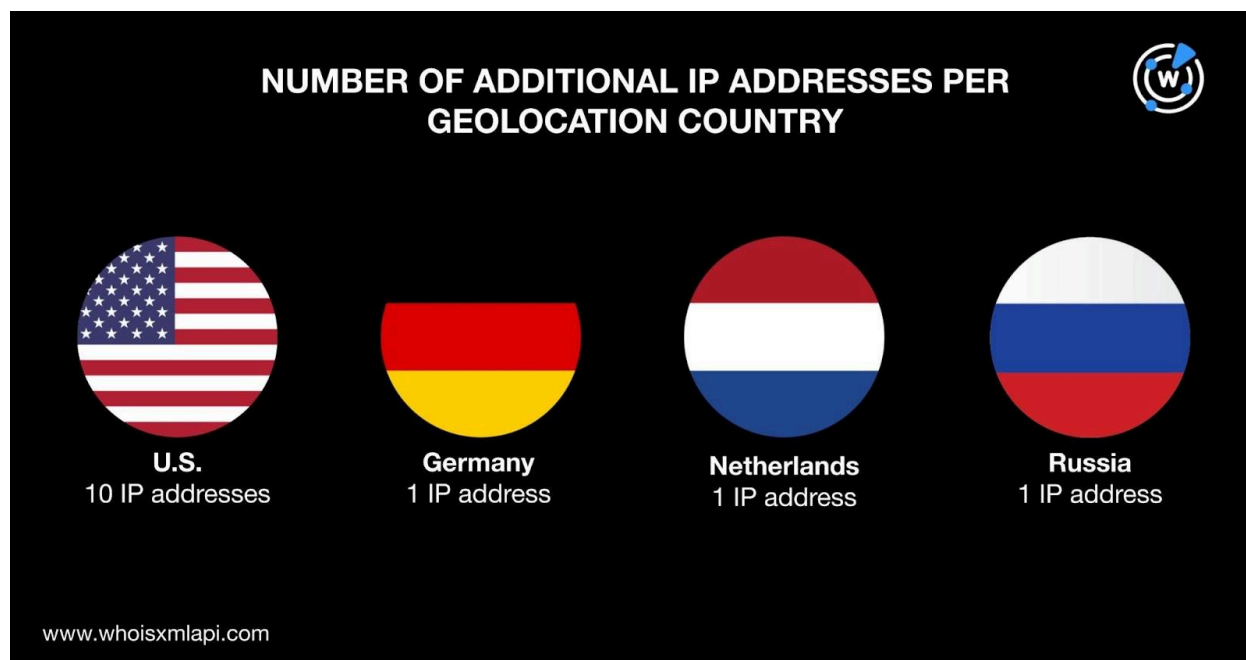 NUMBER OF ADDITIONAL IP ADDRESSES PER
GEOLOCATION COUNTRY
W
U.S.
10 IP addresses
Germany
1 IP address
Netherlands
1 IP address
Russia
1 IP address
www.whoisxmlapi.com